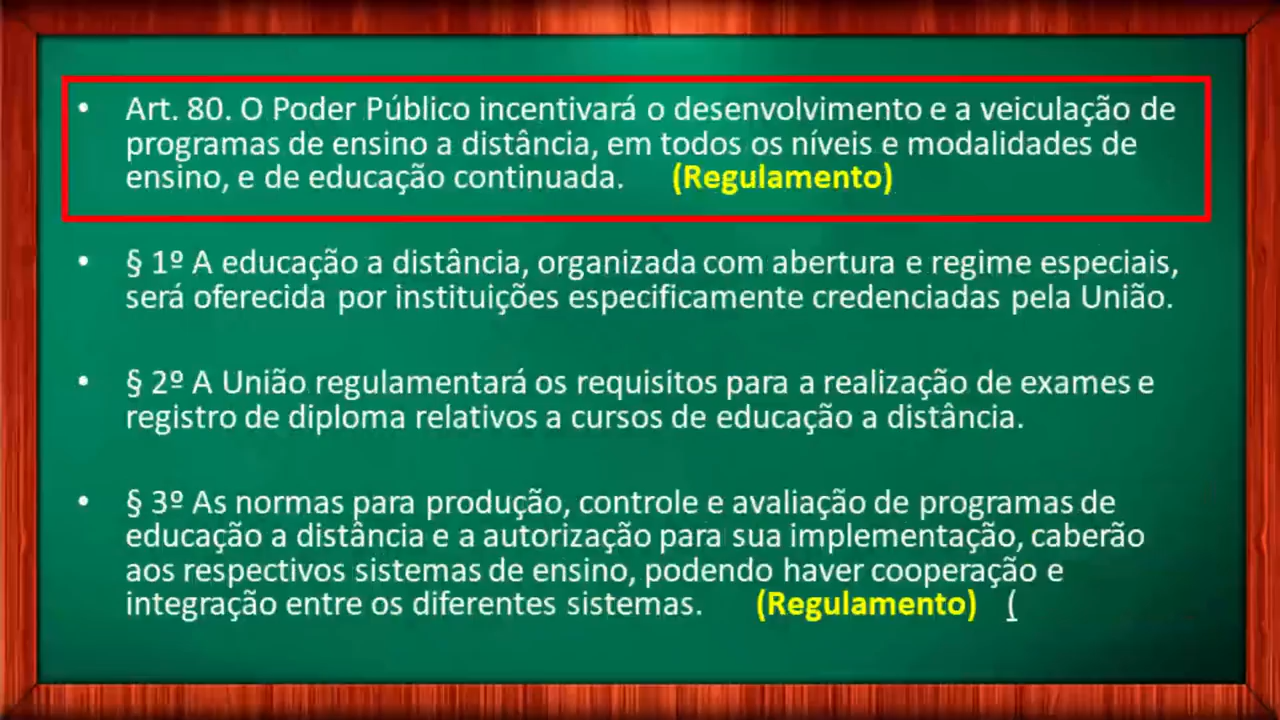 • Art. 80. O Poder Público incentivará o desenvolvimento e a veiculação de
programas de ensino a distância, em todos os níveis e modalidades de
ensino, e de educação continuada. (Regulamento)
• § 1º A educação a distância, organizada com abertura e regime especiais,
será oferecida por instituições especificamente credenciadas pela União.
• § 2º A União regulamentará os requisitos para a realização de exames e
registro de diploma relativos a cursos de educação a distância.
• § 3º As normas para produção, controle e avaliação de programas de
educação a distância e a autorização para sua implementação, caberão
aos respectivos sistemas de ensino, podendo haver cooperação e
integração entre os diferentes sistemas. (Regulamento) (